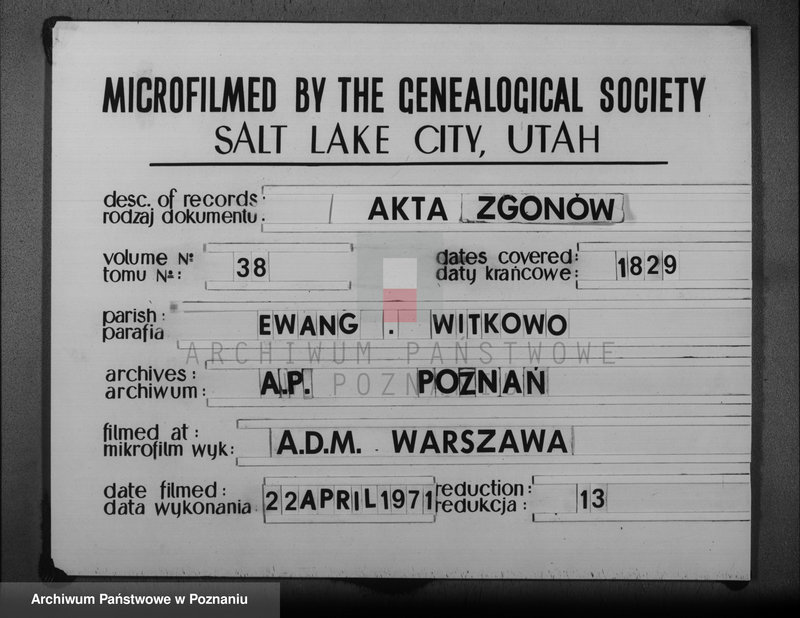 MICROFILMED BY THE GENEALOGICAL SOCIETY
SALT LAKE CITY, UTAH
desc. of records:
rodzaj dokumentu: AKTA ZGONÓW
volume №
tomu №: 38
dates covered:
daty krańcowe: 1829
parish:
parafia EWANG. WITKOWO
ARCHIWUM PAŃSTWOWE
archives:
archiwum: A.P. POZNAŃ
filmed at:
mikrofilm wyk: A.D.M. WARSZAWA
date filmed:
data wykonania 22 APRIL 1971
reduction:
redukcja: 13
Archiwum Państwowe w Poznaniu